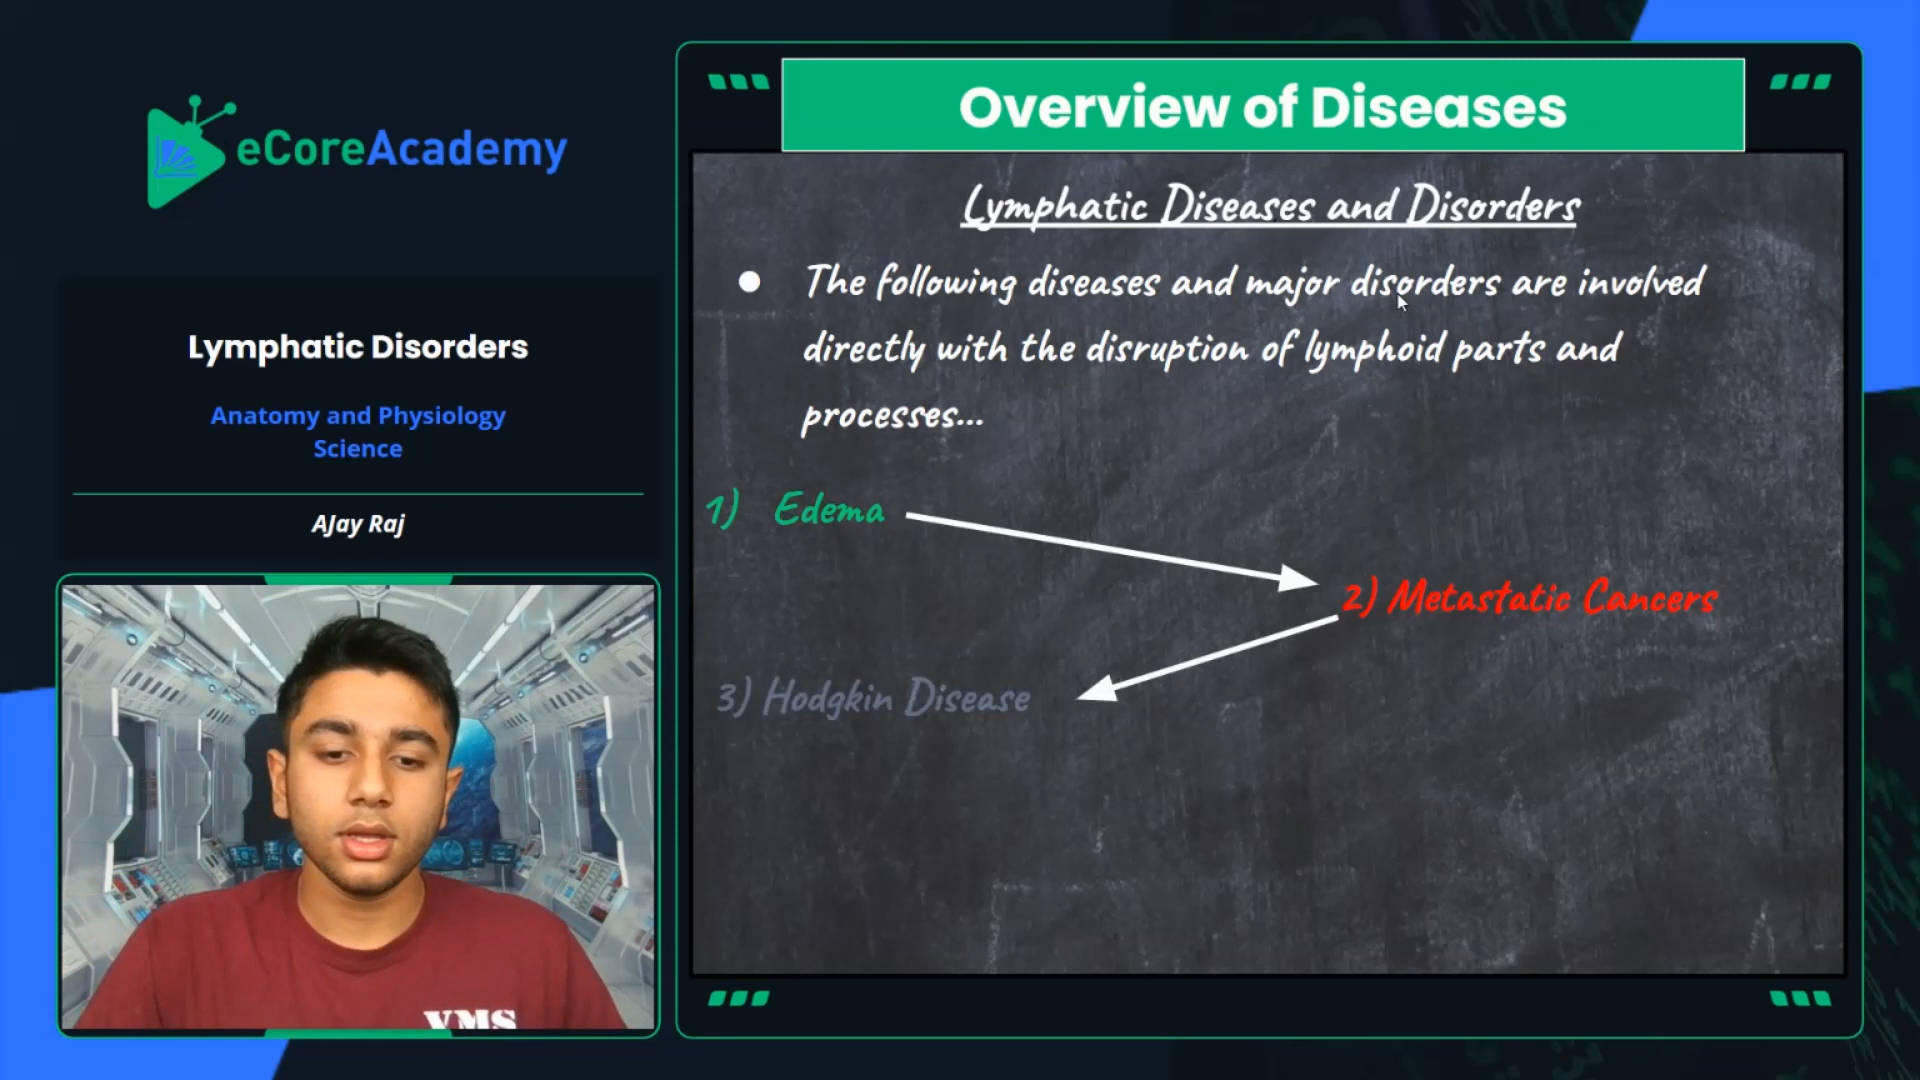 eCoreAcademy
Lymphatic Disorders
Anatomy and Physiology
Science
AJay Raj
VMS
Overview of Diseases
Lymphatic Diseases and Disorders
● The following diseases and major disorders are involved
directly with the disruption of lymphoid parts and
processes...
1) Edema
2) Metastatic Cancers
3) Hodgkin Disease